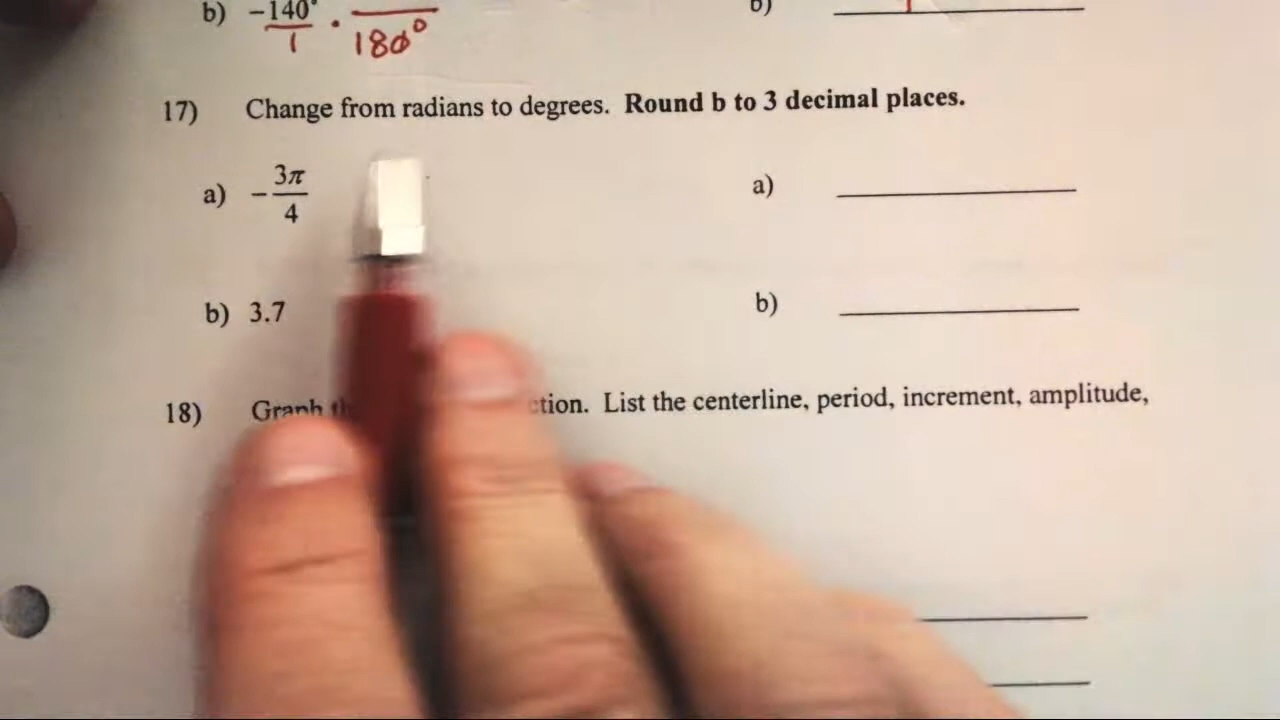 b) -140° · b)
1 180°
17) Change from radians to degrees. Round b to 3 decimal places.
a) -3π/4 a)
b) 3.7 b)
18) Graph List the centerline, period, increment, amplitude,